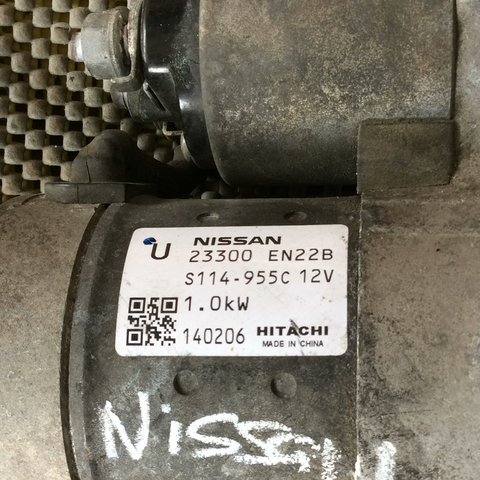 U NISSAN
23300 EN22B
S114-955C 12V
1.0kW
140206 HITACHI
MADE IN CHINA
NISSAN